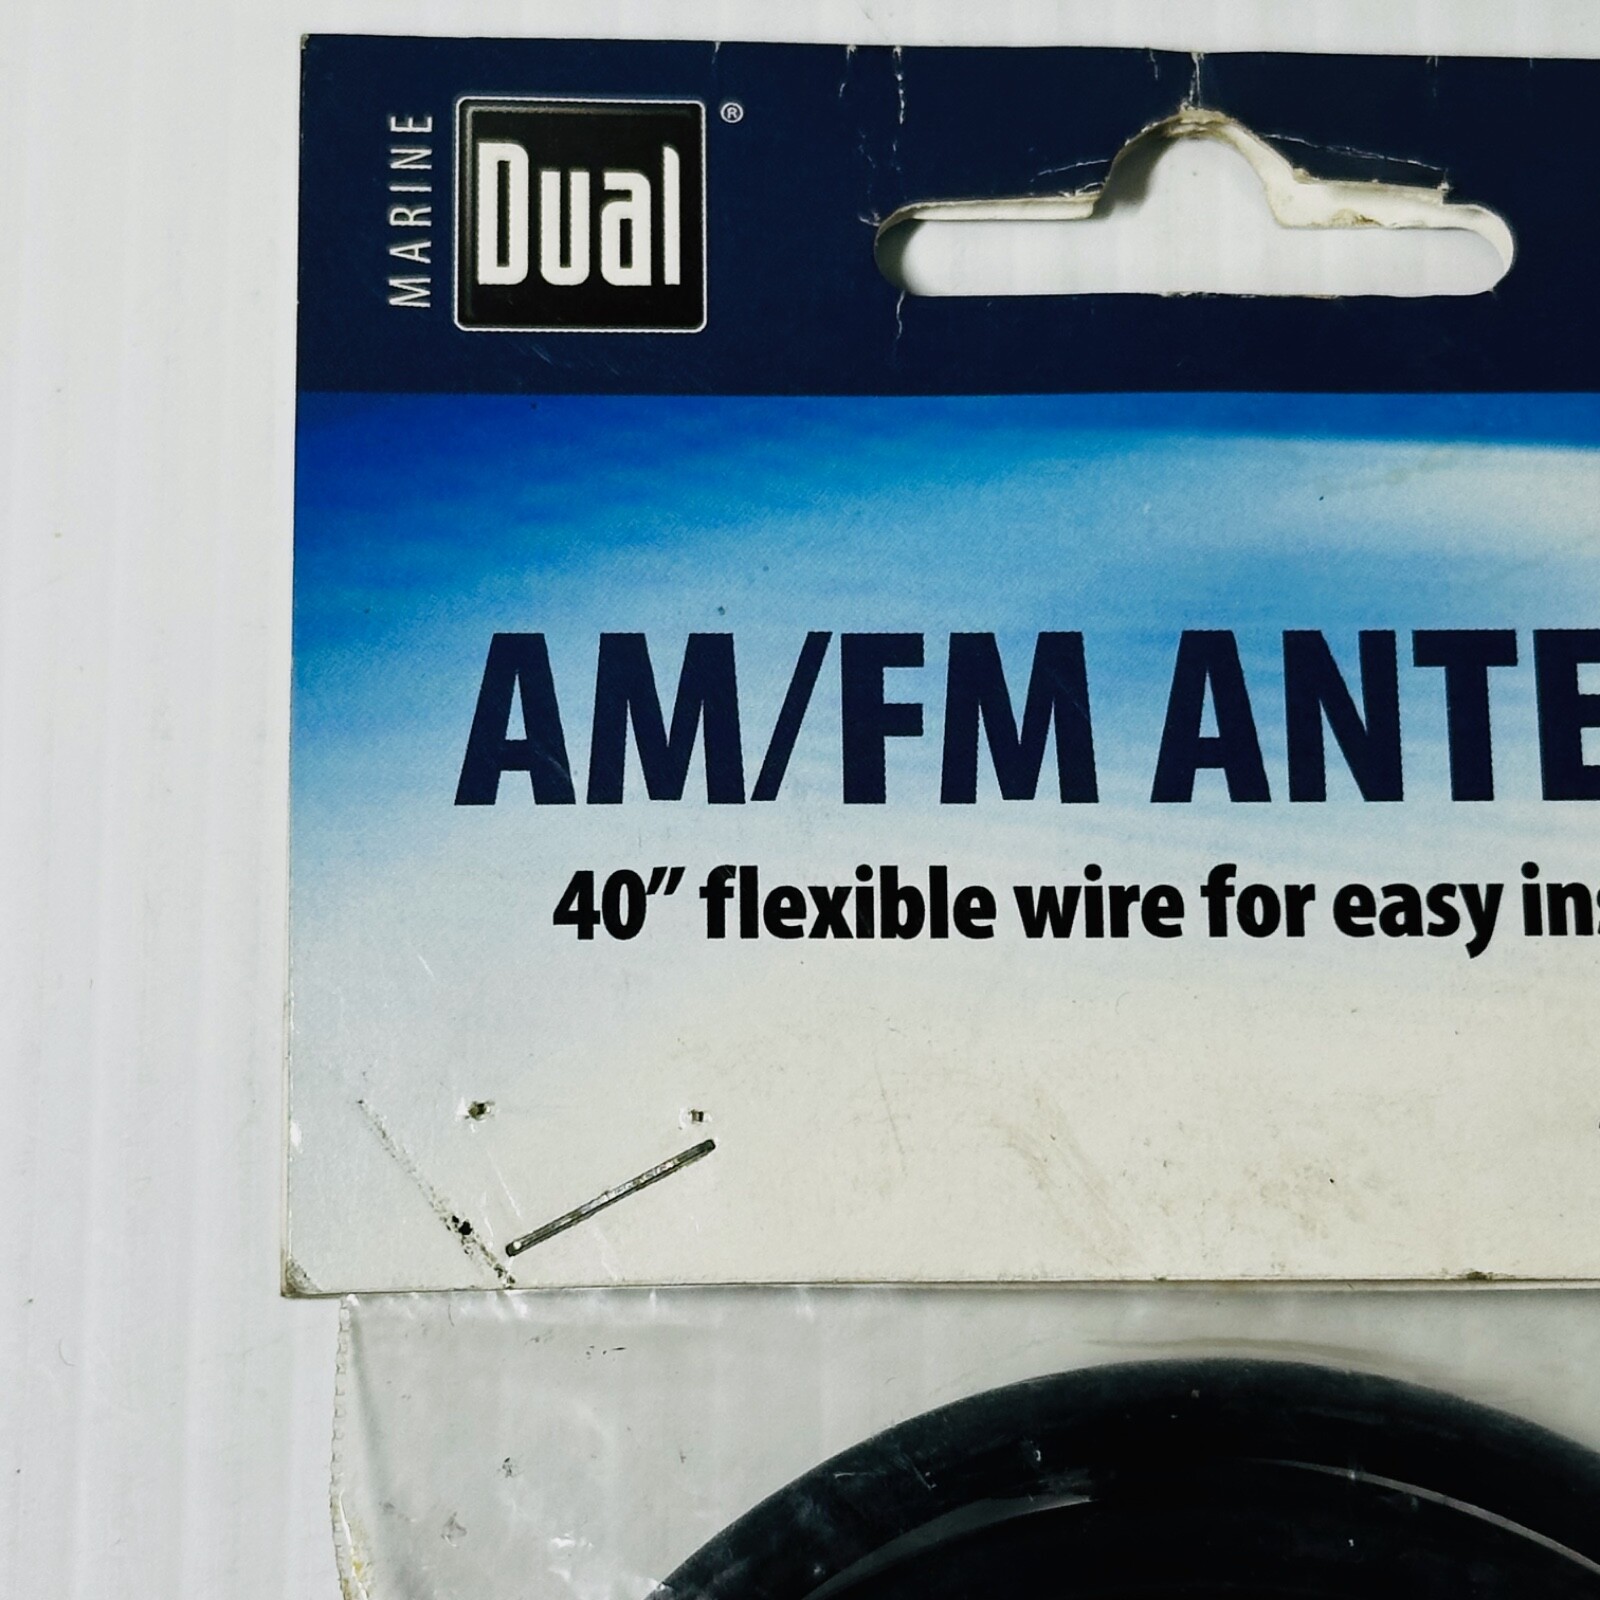 MARINE
Dual®
AM/FM ANTE
40" flexible wire for easy ins